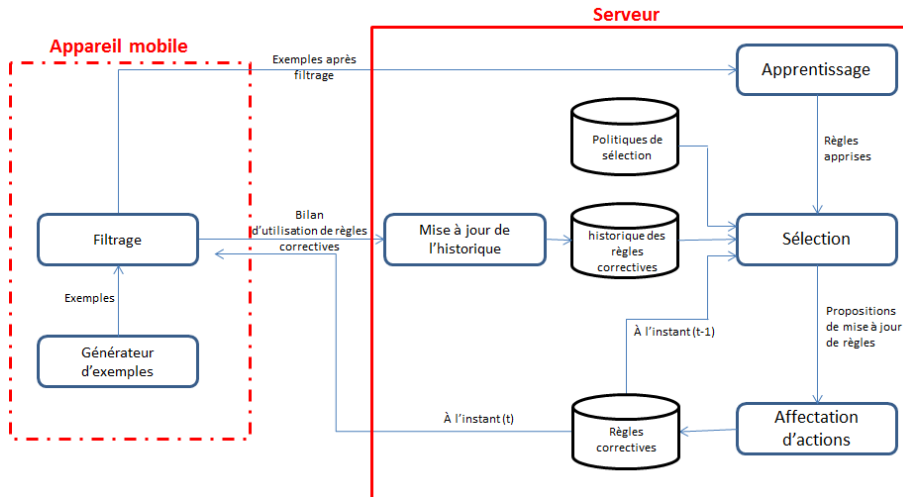 Serveur
Appareil mobile
Exemples après
filtrage
Apprentissage
Politiques de
sélection
Règles
apprises
Bilan
d'utilisation de règles
correctives
Filtrage
Mise à jour de
l'historique
historique des
règles
correctives
Sélection
Exemples
Générateur
d'exemples
À l'instant (t-1)
Propositions
de mise à jour
de règles
À l'instant (t)
Règles
correctives
Affectation
d'actions